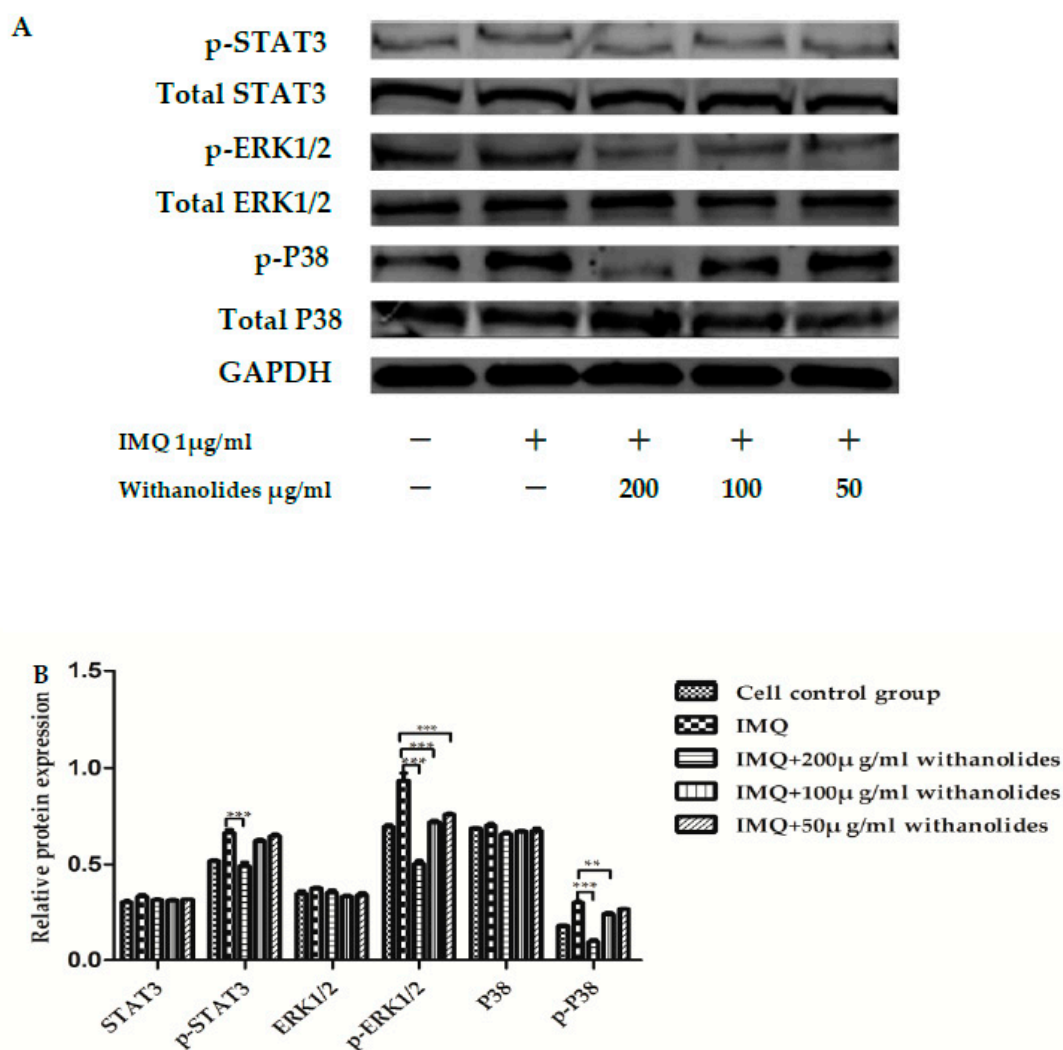 A
p-STAT3
Total STAT3
p-ERK1/2
Total ERK1/2
p-P38
Total P38
GAPDH
IMQ 1μg/ml − + + + +
Withanolides μg/ml − − 200 100 50
B
Relative protein expression
1.5
1.0
0.5
0.0
***
***
***
***
***
**
STAT3
p-STAT3
ERK1/2
p-ERK1/2
P38
p-P38
Cell control group
IMQ
IMQ+200μ g/ml withanolides
IMQ+100μ g/ml withanolides
IMQ+50μ g/ml withanolides